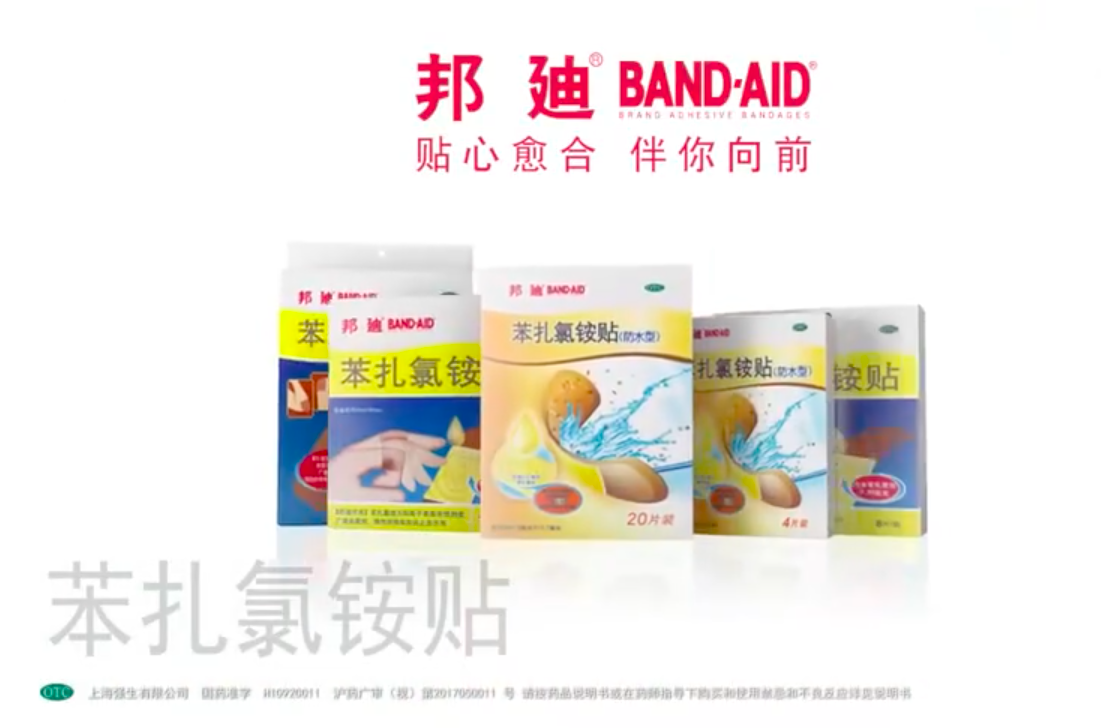 邦廸® BAND-AID®
BRAND ADHESIVE BANDAGES
贴心愈合 伴你向前
邦廸 BAND-AID
苯
邦廸 BAND-AID
苯扎氯铵
邦廸 BAND-AID
OTC
苯扎氯铵贴(防水型)
20片装
扎氯铵贴(防水型)
4片装
铵贴
苯扎氯铵贴
OTC 上海强生有限公司 国药准字 H10920011 沪药广审（视）第2017050011 号 请按药品说明书或在药师指导下购买和使用禁忌和不良反应详见说明书